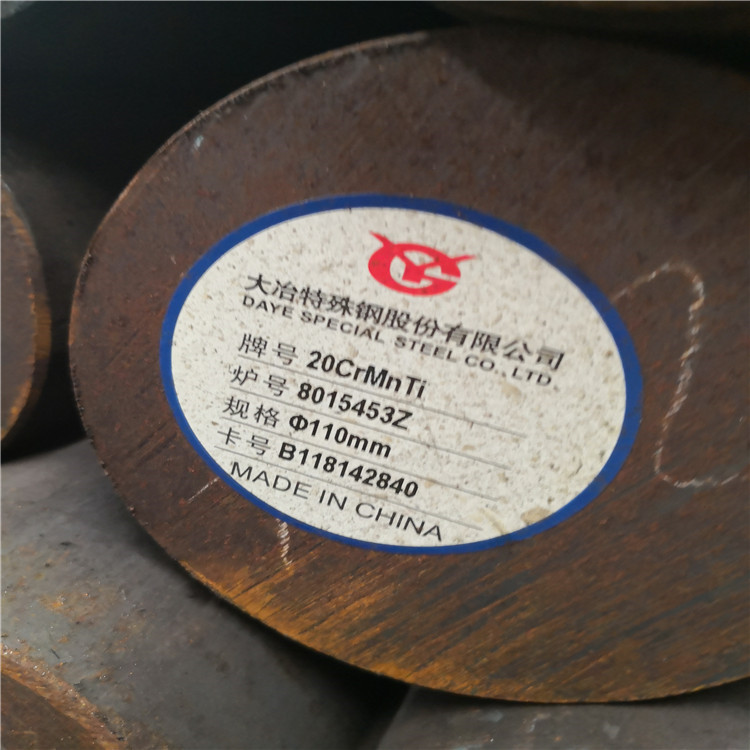 大冶特殊钢股份有限公司
DAYE SPECIAL STEEL CO., LTD.
牌号 20CrMnTi
炉号 8015453Z
规格 Φ110mm
卡号 B118142840
MADE IN CHINA